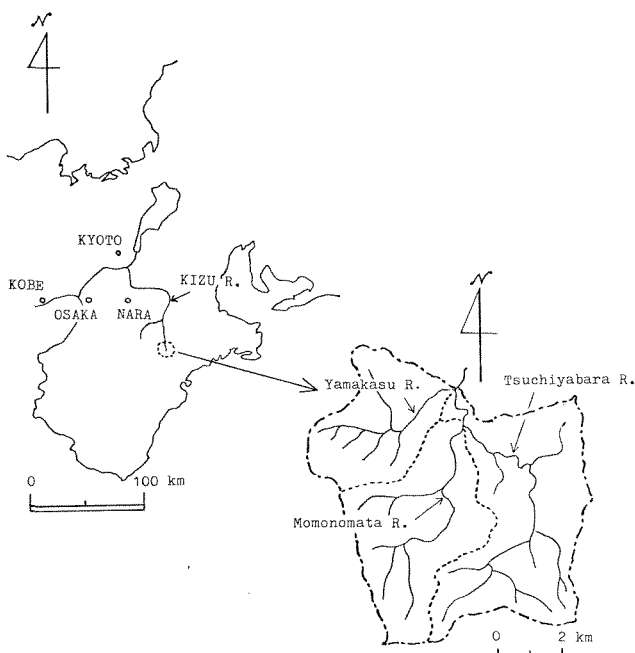 N
KYOTO
KOBE
OSAKA
NARA
KIZU R.
0 100 km
N
Yamakasu R.
Tsuchiyabara R.
Momonomata R.
0 2 km